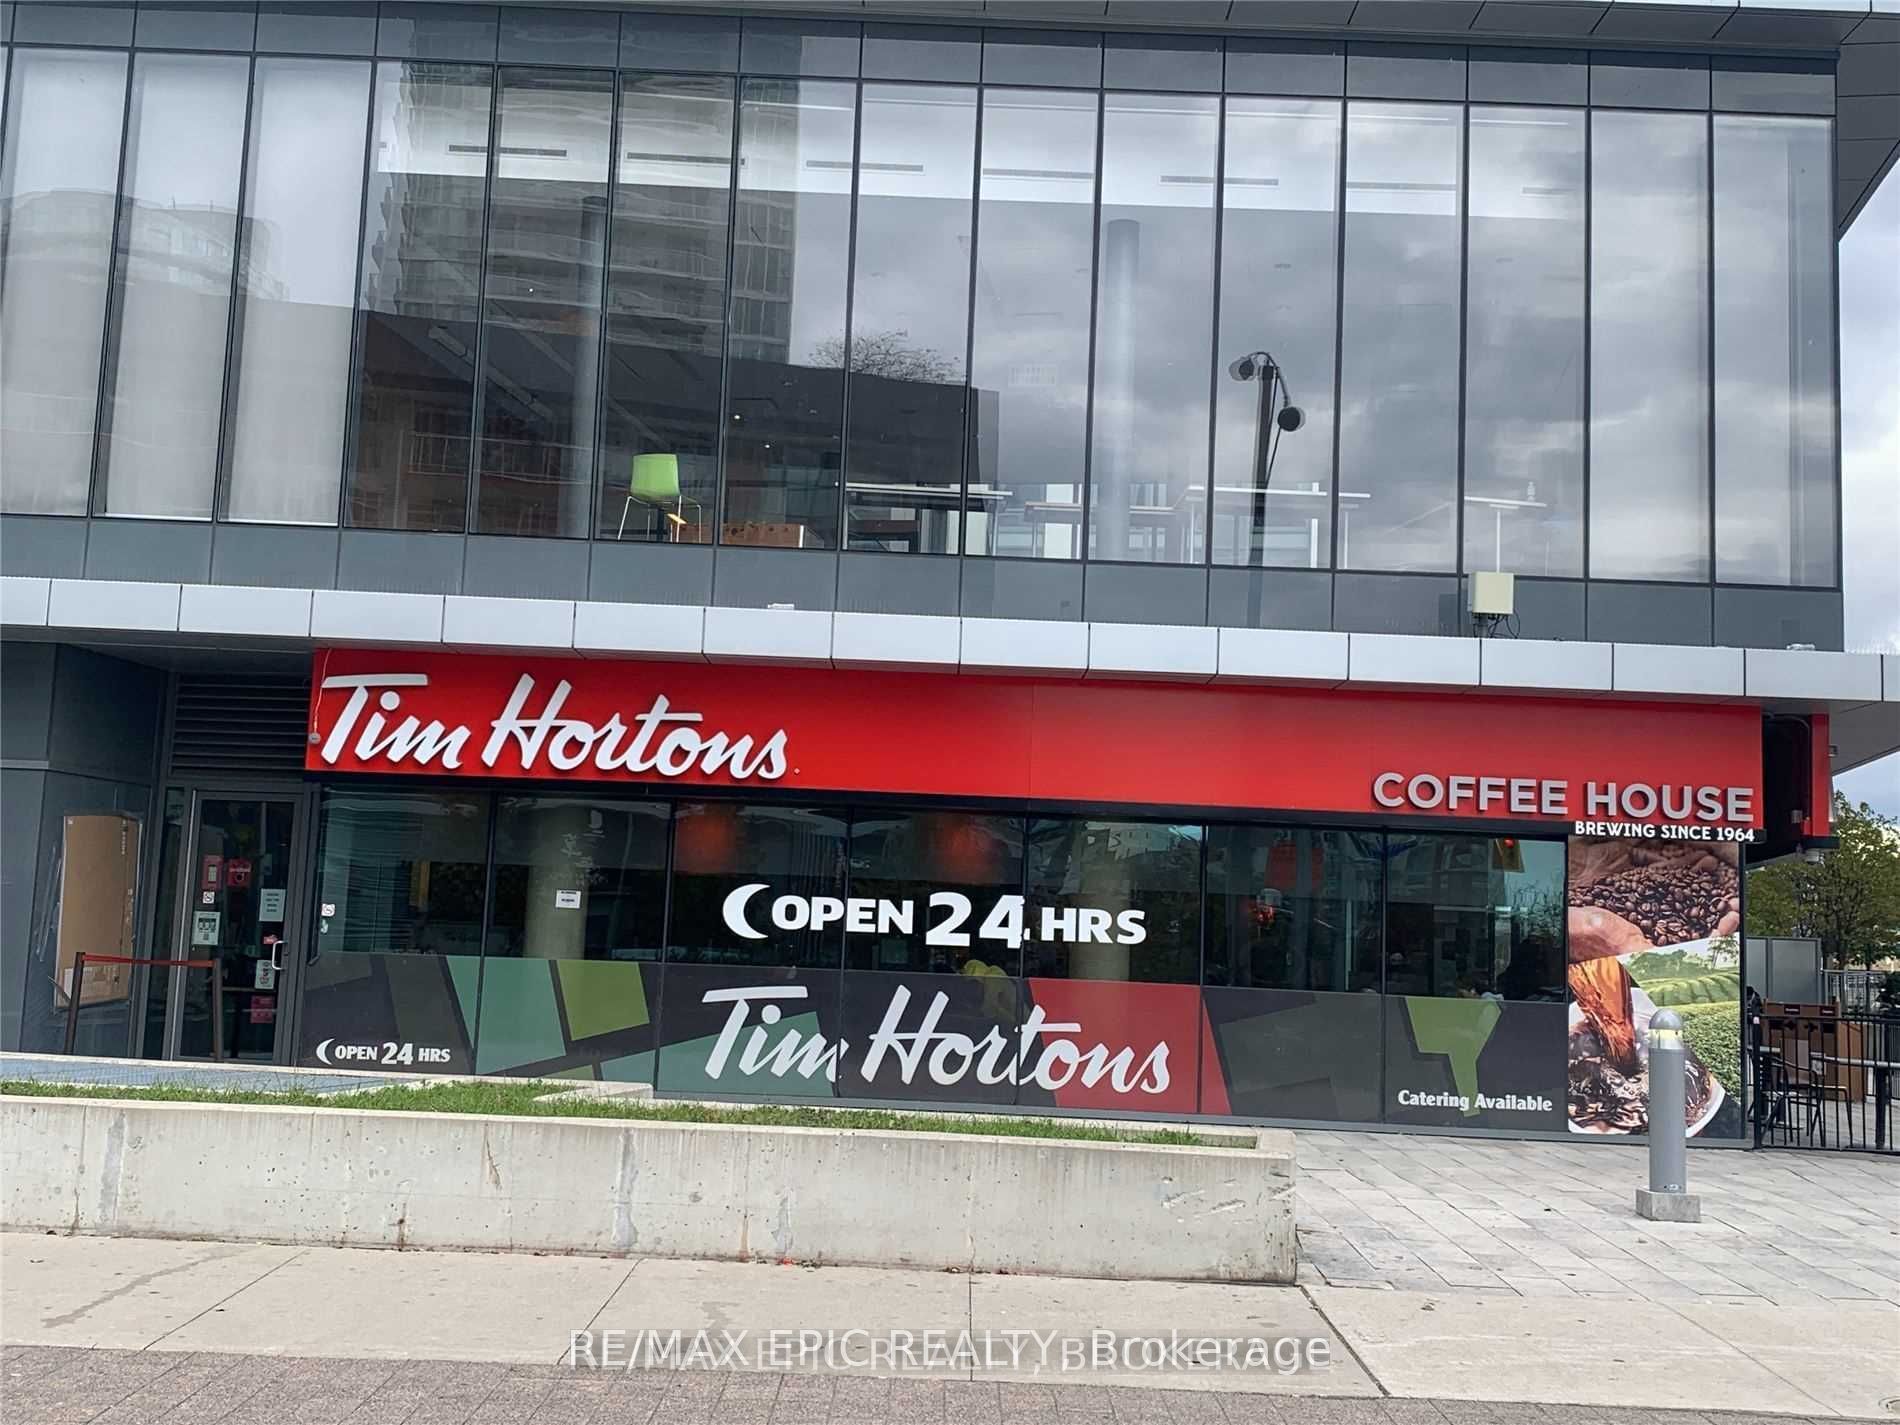 Tim Hortons
COFFEE HOUSE
BREWING SINCE 1964
OPEN 24 HRS
Tim Hortons
OPEN 24 HRS
Catering Available
RE/MAX EPIC REALTY, Brokerage